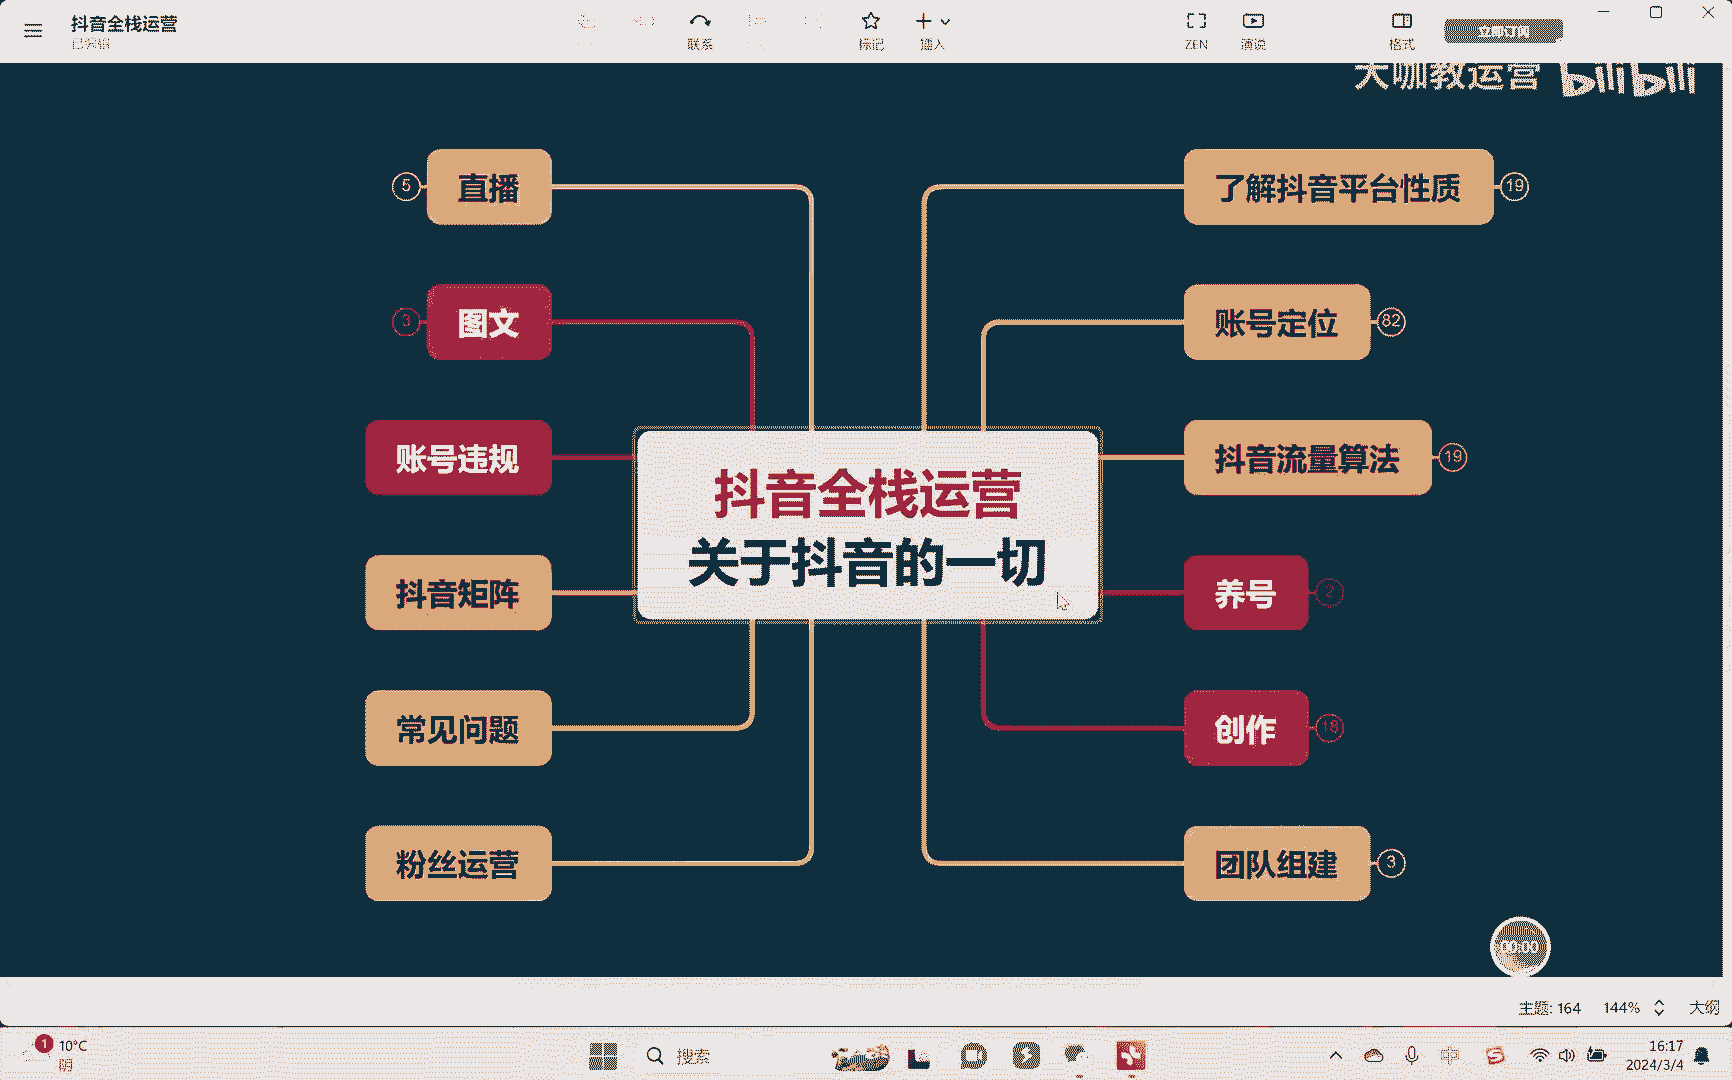 抖音全栈运营
联系
标记
插入
ZEN
演说
格式
立即订阅
大咖教运营 bilibili
5 直播
了解抖音平台性质 19
3 图文
账号定位 82
账号违规
抖音流量算法 19
抖音全栈运营
关于抖音的一切
抖音矩阵
养号 2
常见问题
创作 18
粉丝运营
团队组建 3
00:00
主题: 164 144% 大纲
1 10°C
阴
搜索
中
16:17
2024/3/4